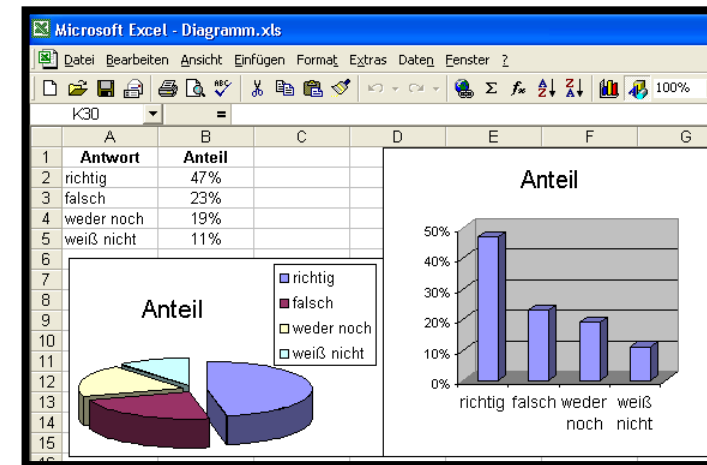 Microsoft Excel - Diagramm.xls
Datei Bearbeiten Ansicht Einfügen Format Extras Daten Fenster ?
100%
K30 =
A B C D E F G
1 Antwort Anteil
2 richtig 47%
3 falsch 23%
4 weder noch 19%
5 weiß nicht 11%
6
7
8
9
10
11
12
13
14
15
Anteil
richtig
falsch
weder noch
weiß nicht
Anteil
50%
40%
30%
20%
10%
0%
richtig falsch weder weiß
noch nicht